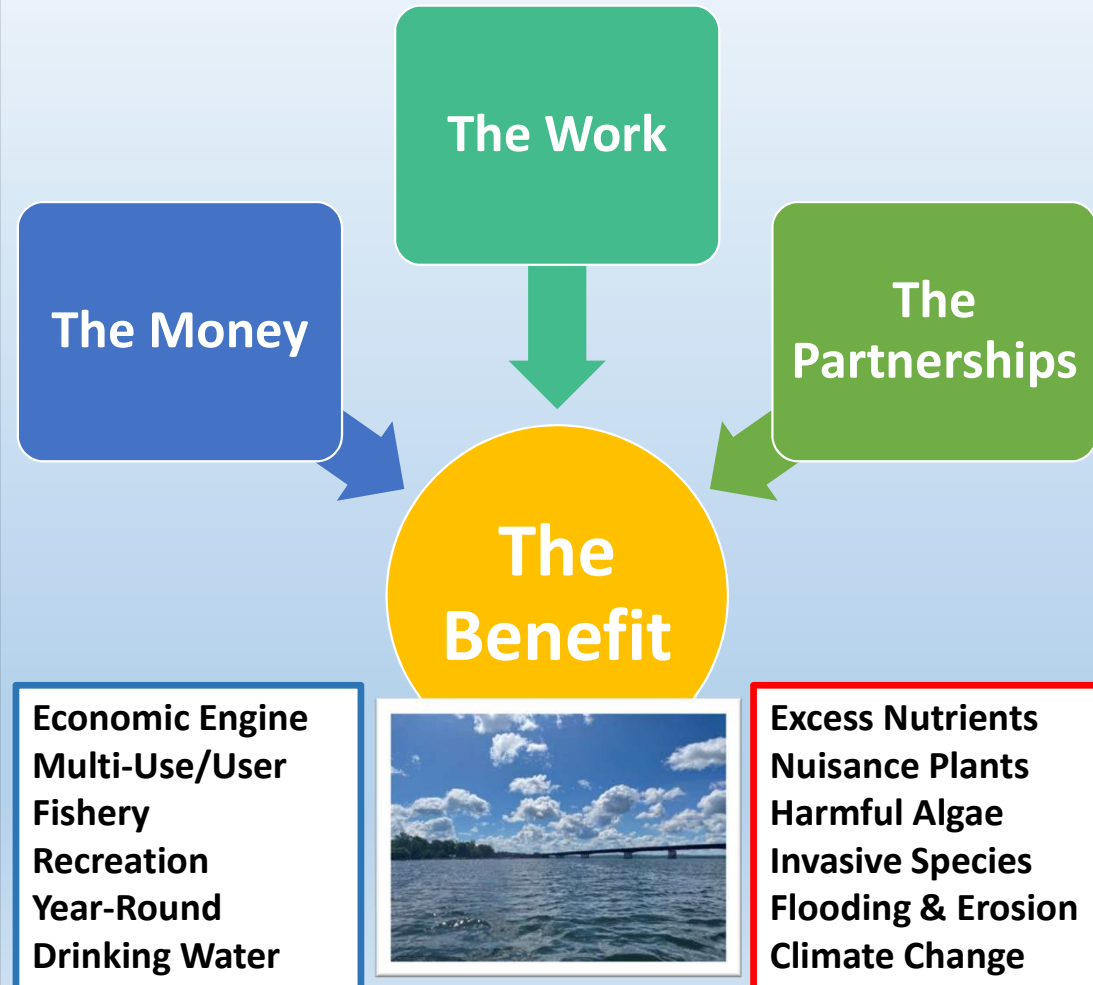 The Work
The Money
The
Partnerships
The
Benefit
Economic Engine
Multi-Use/User
Fishery
Recreation
Year-Round
Drinking Water
Excess Nutrients
Nuisance Plants
Harmful Algae
Invasive Species
Flooding & Erosion
Climate Change